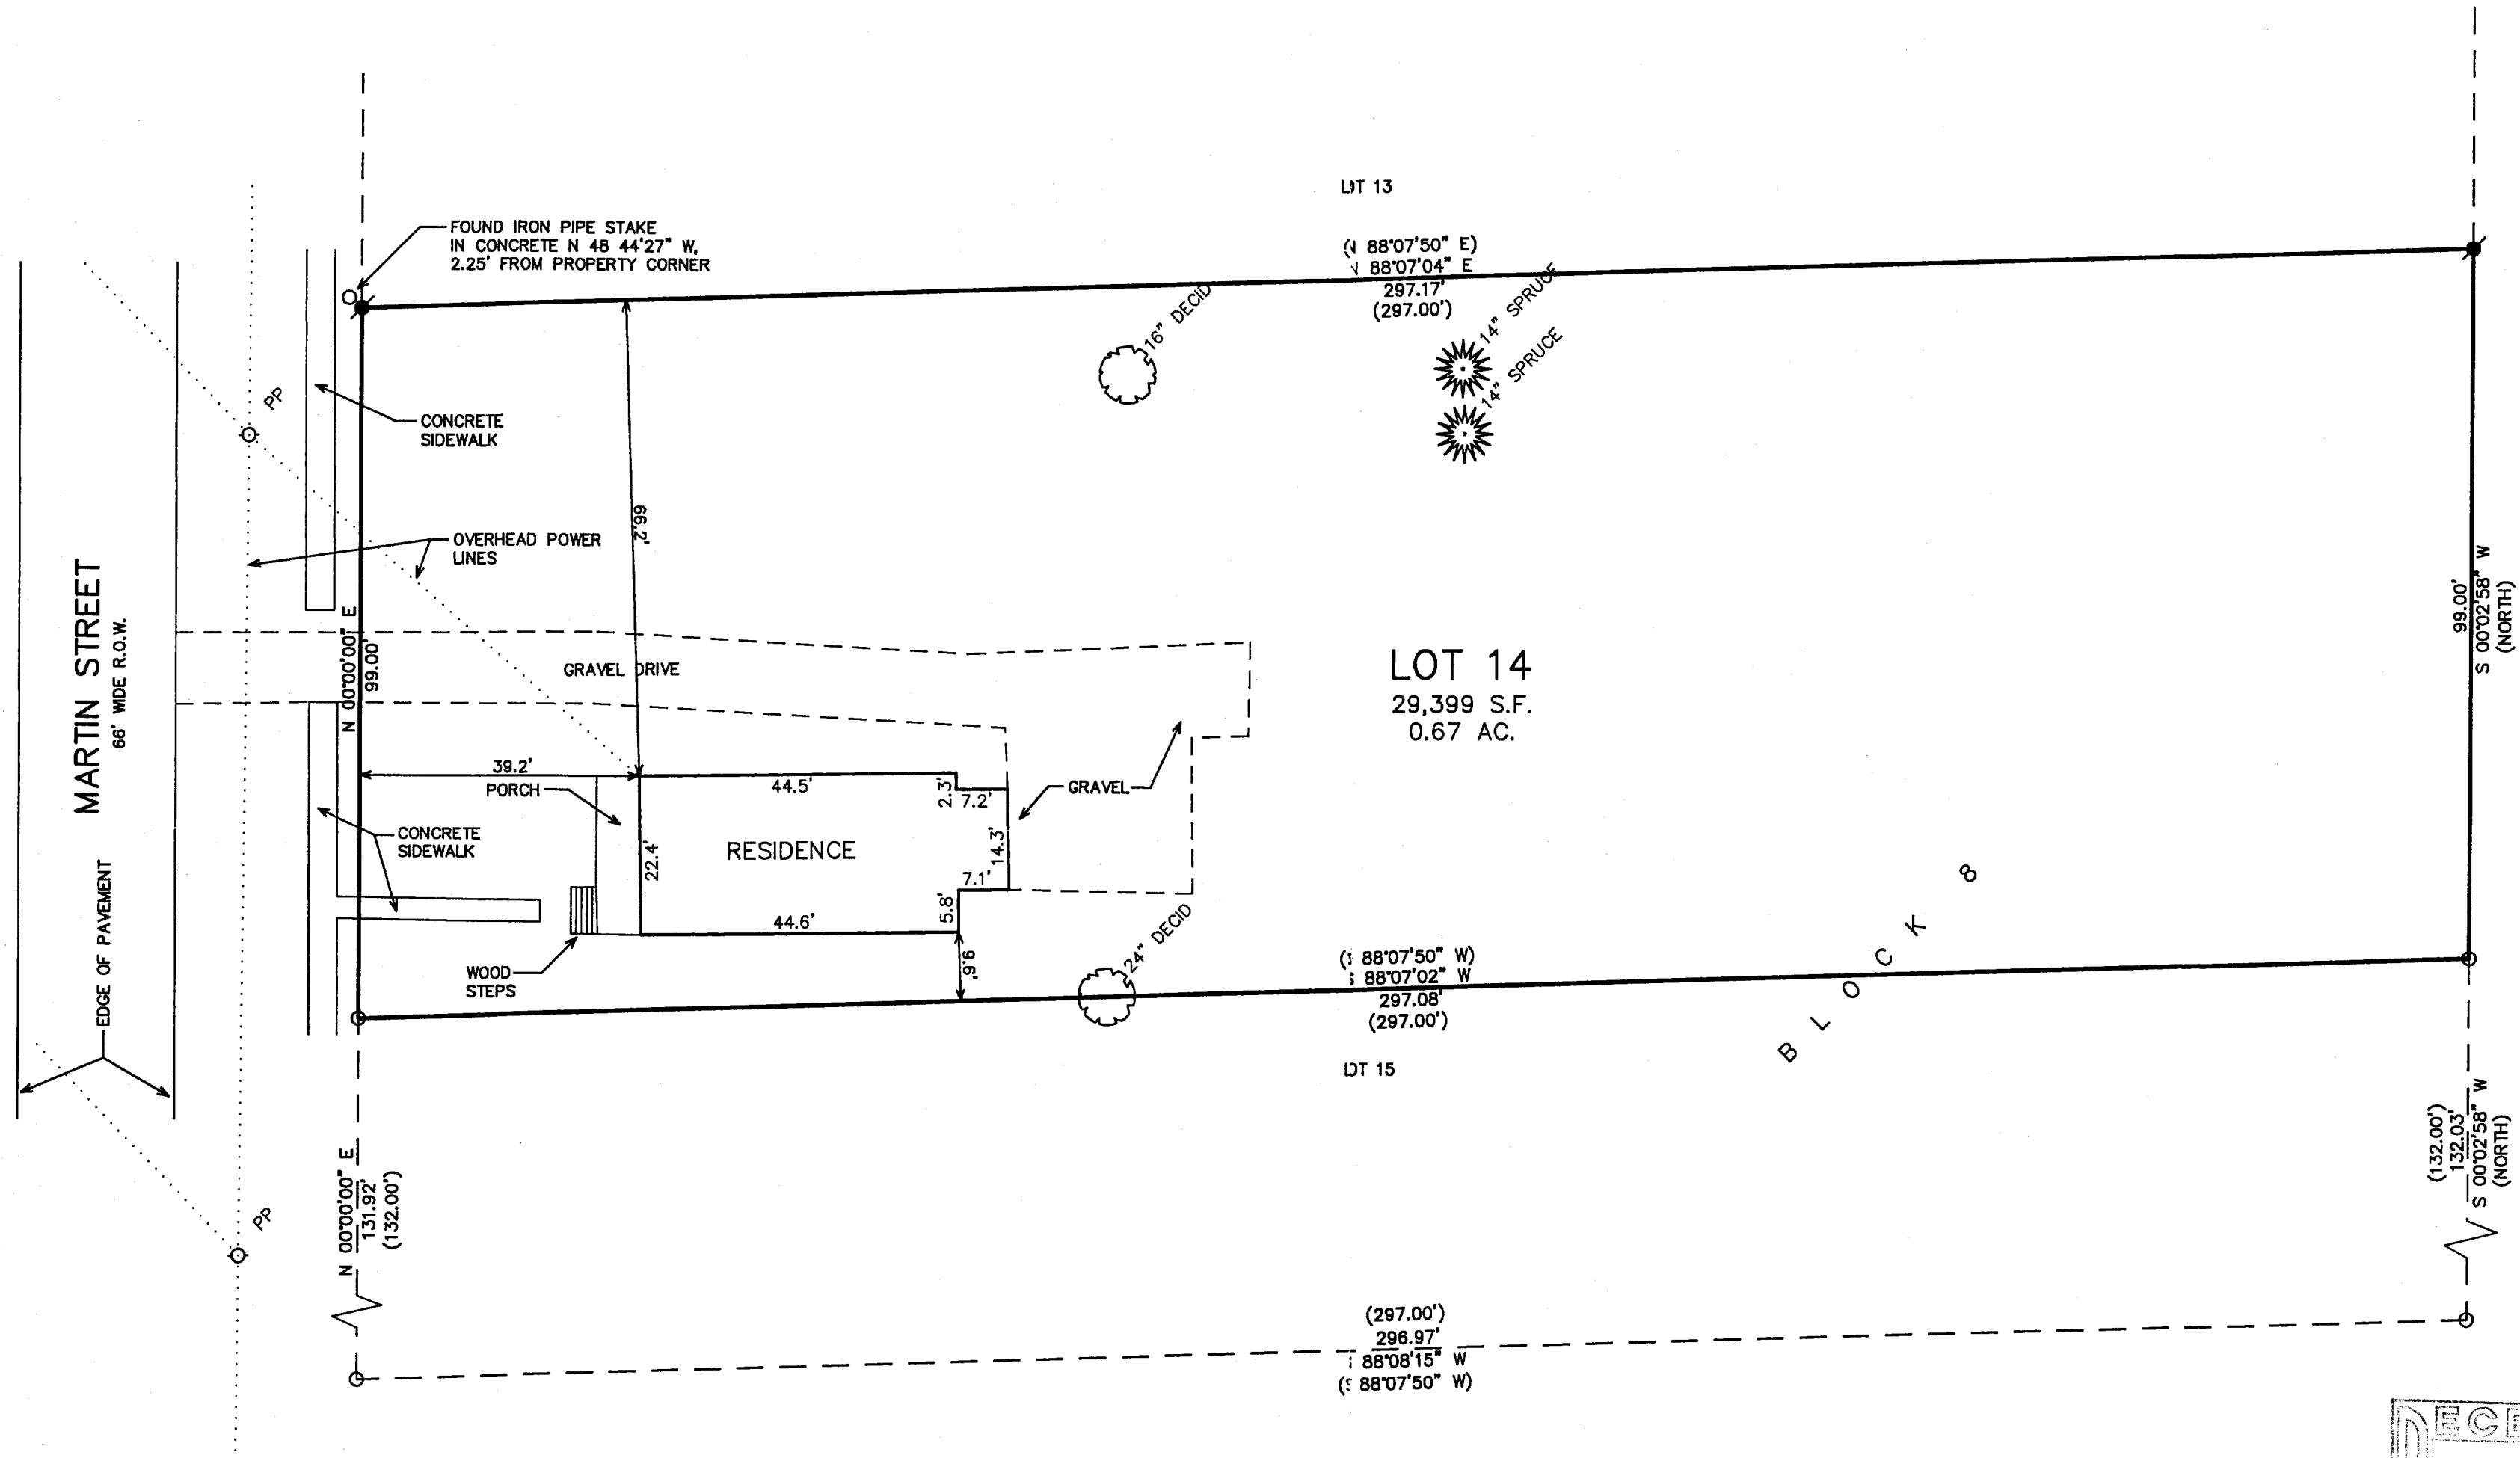 LOT 13
(N 88°07'50" E)
N 88°07'04" E
297.17'
(297.00')
FOUND IRON PIPE STAKE
IN CONCRETE N 48 44'27" W,
2.25' FROM PROPERTY CORNER
16" DECID
14" SPRUCE
14" SPRUCE
PP
CONCRETE
SIDEWALK
66.2'
OVERHEAD POWER
LINES
MARTIN STREET
66' WIDE R.O.W.
N 00°00'00" E
99.00'
GRAVEL DRIVE
LOT 14
29,399 S.F.
0.67 AC.
99.00'
S 00°02'58" W
(NORTH)
39.2'
PORCH
44.5'
2.3'
7.2'
GRAVEL
CONCRETE
SIDEWALK
22.4'
RESIDENCE
14.3'
7.1'
5.8'
44.6'
9.6'
24" DECID
WOOD
STEPS
EDGE OF PAVEMENT
BLOCK 8
(S 88°07'50" W)
S 88°07'02" W
297.08'
(297.00')
LOT 15
N 00°00'00" E
131.92'
(132.00')
PP
(132.00')
132.03'
S 00°02'58" W
(NORTH)
(297.00')
296.97'
88°08'15" W
(S 88°07'50" W)